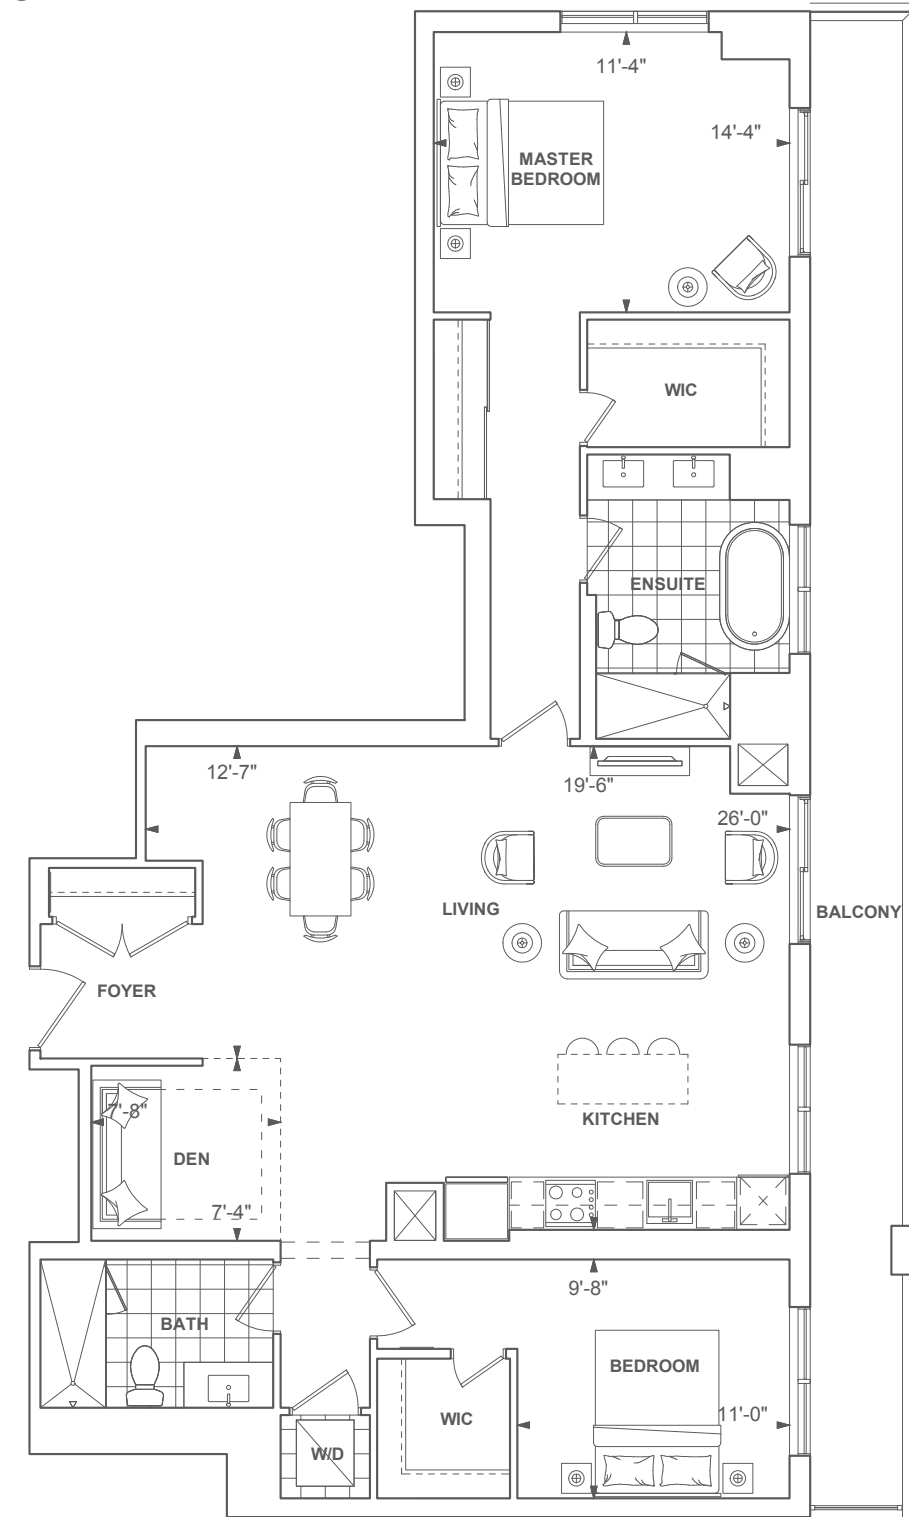 11'-4"
14'-4"
MASTER
BEDROOM
WIC
ENSUITE
12'-7"
19'-6"
26'-0"
LIVING
BALCONY
FOYER
7'-8"
KITCHEN
DEN
7'-4"
9'-8"
BATH
BEDROOM
WIC
11'-0"
W/D